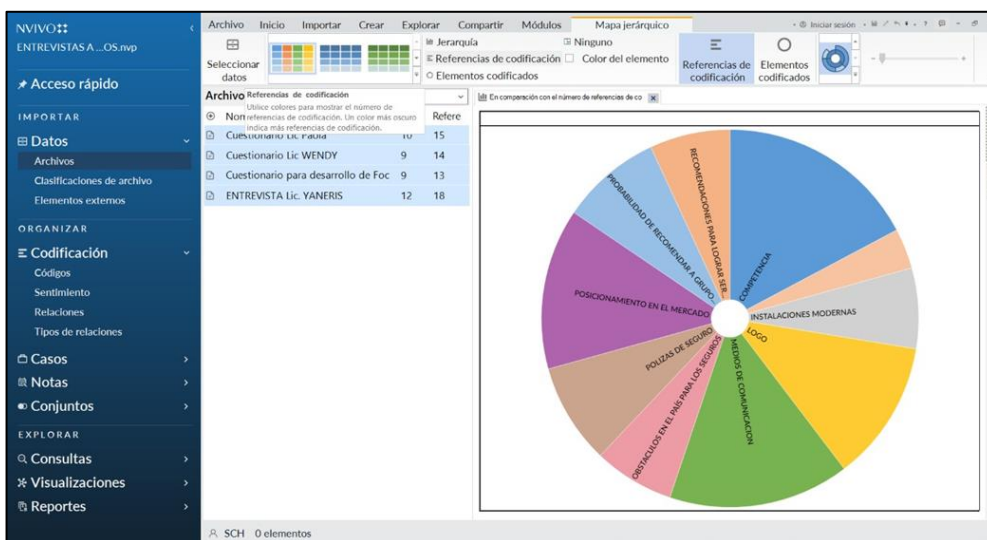 NVIVO
ENTREVISTAS A ...OS.nvp
Acceso rápido
IMPORTAR
Datos
Archivos
Clasificaciones de archivo
Elementos externos
ORGANIZAR
Codificación
Códigos
Sentimiento
Relaciones
Tipos de relaciones
Casos
Notas
Conjuntos
EXPLORAR
Consultas
Visualizaciones
Reportes
Archivo Inicio Importar Crear Explorar Compartir Módulos Mapa jerárquico
Iniciar sesión
Seleccionar
datos
Jerarquía
Referencias de codificación
Elementos codificados
Ninguno
Color del elemento
Referencias de
codificación
Elementos
codificados
Archivo
Referencias de codificación
Utilice colores para mostrar el número de
referencias de codificación. Un color más oscuro
indica más referencias de codificación.
En comparación con el número de referencias de co
Nom Refere
Cuestionario Lic Paola 10 15
Cuestionario Lic WENDY 9 14
Cuestionario para desarrollo de Foc 9 13
ENTREVISTA Lic. YANERIS 12 18
COMPETENCIA
INSTALACIONES MODERNAS
LOGO
MEDIOS DE COMUNICACION
OBSTACULOS EN EL PAÍS PARA LOS SEGUROS
POLIZAS DE SEGURO
POSICIONAMIENTO EN EL MERCADO
PROBABILIDAD DE RECOMENDAR A GRUPO...
RECOMENDACIONES PARA LOGRAR SER...
SCH 0 elementos